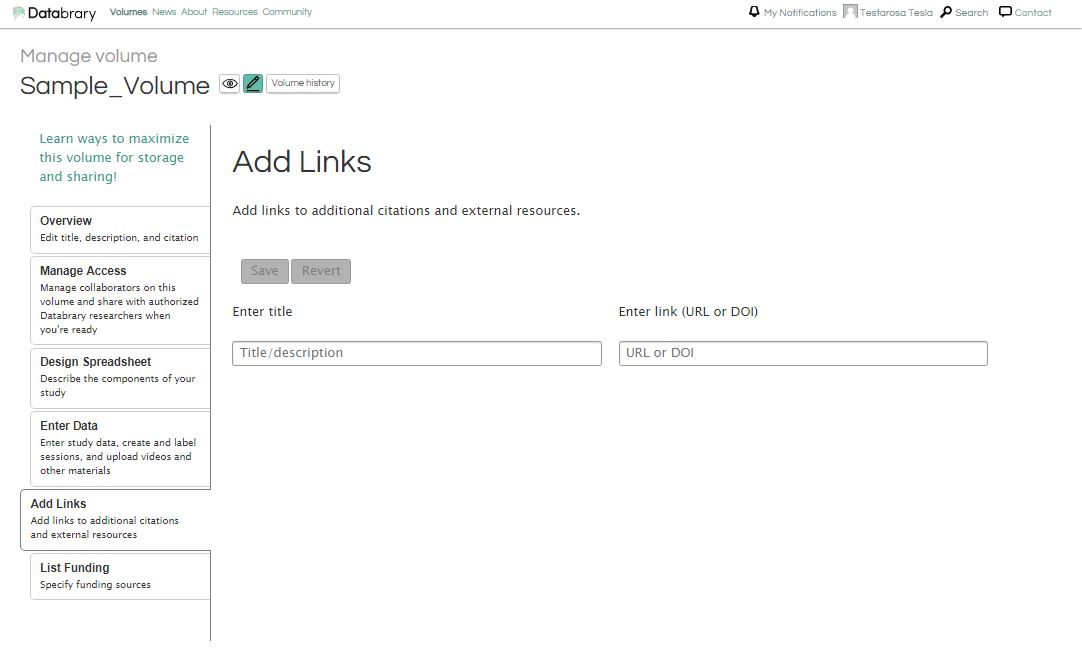 Databrary Volumes News About Resources Community My Notifications Testarosa Tesla Search Contact
Manage volume
Sample_Volume Volume history
Learn ways to maximize
this volume for storage
and sharing!
Overview
Edit title, description, and citation
Manage Access
Manage collaborators on this
volume and share with authorized
Databrary researchers when
you're ready
Design Spreadsheet
Describe the components of your
study
Enter Data
Enter study data, create and label
sessions, and upload videos and
other materials
Add Links
Add links to additional citations
and external resources
List Funding
Specify funding sources
Add Links
Add links to additional citations and external resources.
Save Revert
Enter title Enter link (URL or DOI)
Title/description URL or DOI